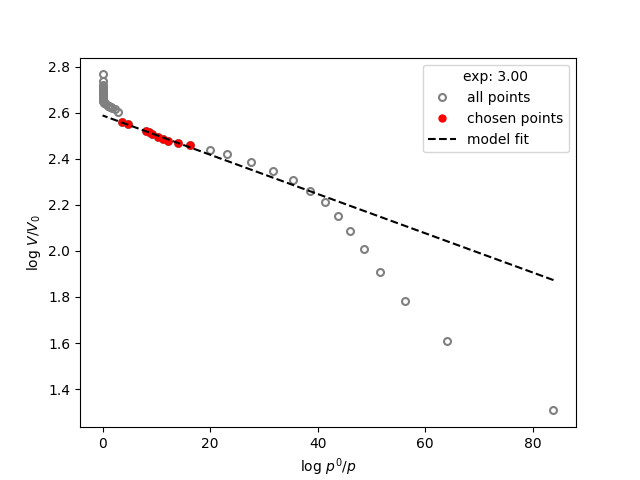 exp: 3.00
all points
chosen points
model fit
2.8
2.6
2.4
2.2
2.0
1.8
1.6
1.4
log V/V₀
0 20 40 60 80
log p⁰/p